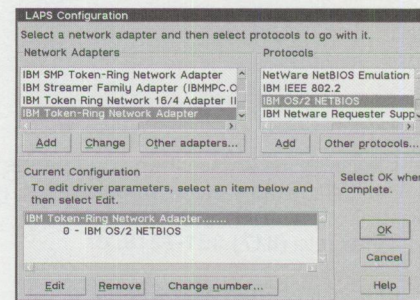 LAPS Configuration
Select a network adapter and then select protocols to go with it.
Network Adapters
IBM SMP Token-Ring Network Adapter
IBM Streamer Family Adapter (IBMMPC.O
IBM Token Ring Network 16/4 Adapter II
IBM Token-Ring Network Adapter
Add
Change
Other adapters...
Protocols
NetWare NetBIOS Emulation
IBM IEEE 802.2
IBM OS/2 NETBIOS
IBM Netware Requester Supp
Add
Other protocols...
Current Configuration
To edit driver parameters, select an item below and
then select Edit.
IBM Token-Ring Network Adapter.......
0 - IBM OS/2 NETBIOS
Edit
Remove
Change number...
Select OK when
complete.
OK
Cancel
Help